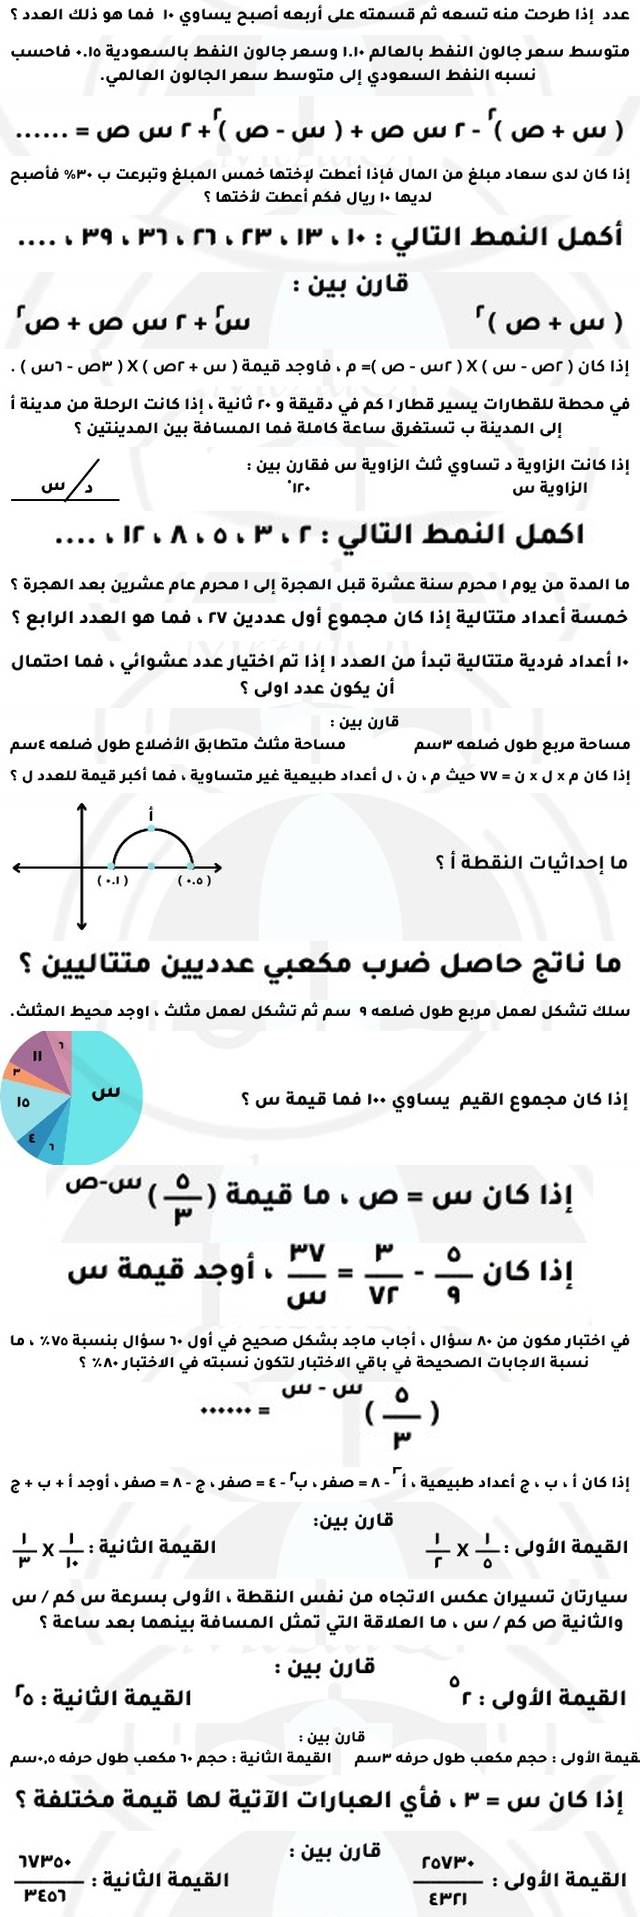 عدد إذا طرحت منه تسعه ثم قسمته على أربعه أصبح يساوي ١٠ فما هو ذلك العدد ؟
متوسط سعر جالون النفط بالعالم ١.١٠ وسعر جالون النفط بالسعودية ٠.١٥ فاحسب
نسبه النفط السعودي إلى متوسط سعر الجالون العالمي.
( س + ص )٢ - ٢ س ص + ( س - ص )٢ + ٢ س ص = ......
إذا كان لدى سعاد مبلغ من المال فإذا اعطت لأختها خمس المبلغ وتبرعت ب ٣٠% فأصبح
لديها ١٠ ريال فكم أعطت لأختها ؟
أكمل النمط التالي : ١٠ ، ١٣ ، ٢٣ ، ٢٦ ، ٣٦ ، ٣٩ ، ....
قارن بين :
( س + ص )٢
س٢ + ٢ س ص + ص٢
إذا كان ( ٢ص - س ) X ( ٢س - ص )= م ، فاوجد قيمة ( س + ٢ص ) X ( ٣ص - ٦س ) .
في محطة للقطارات يسير قطار ١ كم في دقيقة و ٢٠ ثانية ، إذا كانت الرحلة من مدينة أ
إلى المدينة ب تستغرق ساعة كاملة فما المسافة بين المدينتين ؟
إذا كانت الزاوية د تساوي ثلث الزاوية س فقارن بين :
الزاوية س
١٢٠°
د
س
اكمل النمط التالي : ٢ ، ٣ ، ٥ ، ٨ ، ١٢ ، ....
ما المدة من يوم ١ محرم سنة عشرة قبل الهجرة إلى ١ محرم عام عشرين بعد الهجرة ؟
خمسة أعداد متتالية إذا كان مجموع أول عددين ٢٧ ، فما هو العدد الرابع ؟
١٠ أعداد فردية متتالية تبدأ من العدد ١ إذا تم اختيار عدد عشوائي ، فما احتمال
أن يكون عدد اولي ؟
قارن بين :
مساحة مربع طول ضلعه ٣سم
مساحة مثلث متطابق الأضلاع طول ضلعه ٤سم
إذا كان م x ل x ن = ٧٧ حيث م ، ن ، ل أعداد طبيعية غير متساوية ، فما أكبر قيمة للعدد ل ؟
أ
ما إحداثيات النقطة أ ؟
( ٠.١ )
( ٠.٥ )
ما ناتج حاصل ضرب مكعبي عددين متتاليين ؟
سلك تشكل لعمل مربع طول ضلعه ٩ سم ثم تشكل لعمل مثلث ، اوجد محيط المثلث.
٦
١١
٣
س
١٥
٤
٦
إذا كان مجموع القيم يساوي ١٠٠ فما قيمة س ؟
إذا كان س = ص ، ما قيمة (٥/٣) س-ص
إذا كان ٥/٩ - ٣/٧٢ = ٣٧/س ، أوجد قيمة س
في اختبار مكون من ٨٠ سؤال ، أجاب ماجد بشكل صحيح في أول ٦٠ سؤال بنسبة ٧٥٪ ، ما
نسبة الاجابات الصحيحة في باقي الاختبار لتكون نسبته في الاختبار ٨٠٪ ؟
(٥/٣) س - س = ......
إذا كان أ ، ب ، ج أعداد طبيعية ، أ٣ - ٨ = صفر ، ب٢ - ٤ = صفر ، ج - ٨ = صفر ، أوجد أ + ب + ج
قارن بين:
القيمة الأولى : ١/٥ X ١/٢
القيمة الثانية : ١/١٠ X ١/٣
سيارتان تسيران عكس الاتجاه من نفس النقطة ، الأولى بسرعة س كم / س
والثانية ص كم / س ، ما العلاقة التي تمثل المسافة بينهما بعد ساعة ؟
قارن بين :
القيمة الأولى : ٢٥
القيمة الثانية : ٥٢
قارن بين :
قيمة الأولى : حجم مكعب طول حرفه ٣سم
القيمة الثانية : حجم ٦٠ مكعب طول حرفه ٠,٥سم
إذا كان س = ٣ ، فأي العبارات الآتية لها قيمة مختلفة ؟
قارن بين :
القيمة الأولى : ٢٥٧٣٠/٤٣٢١
القيمة الثانية : ٦٧٣٥٠/٣٤٥٦